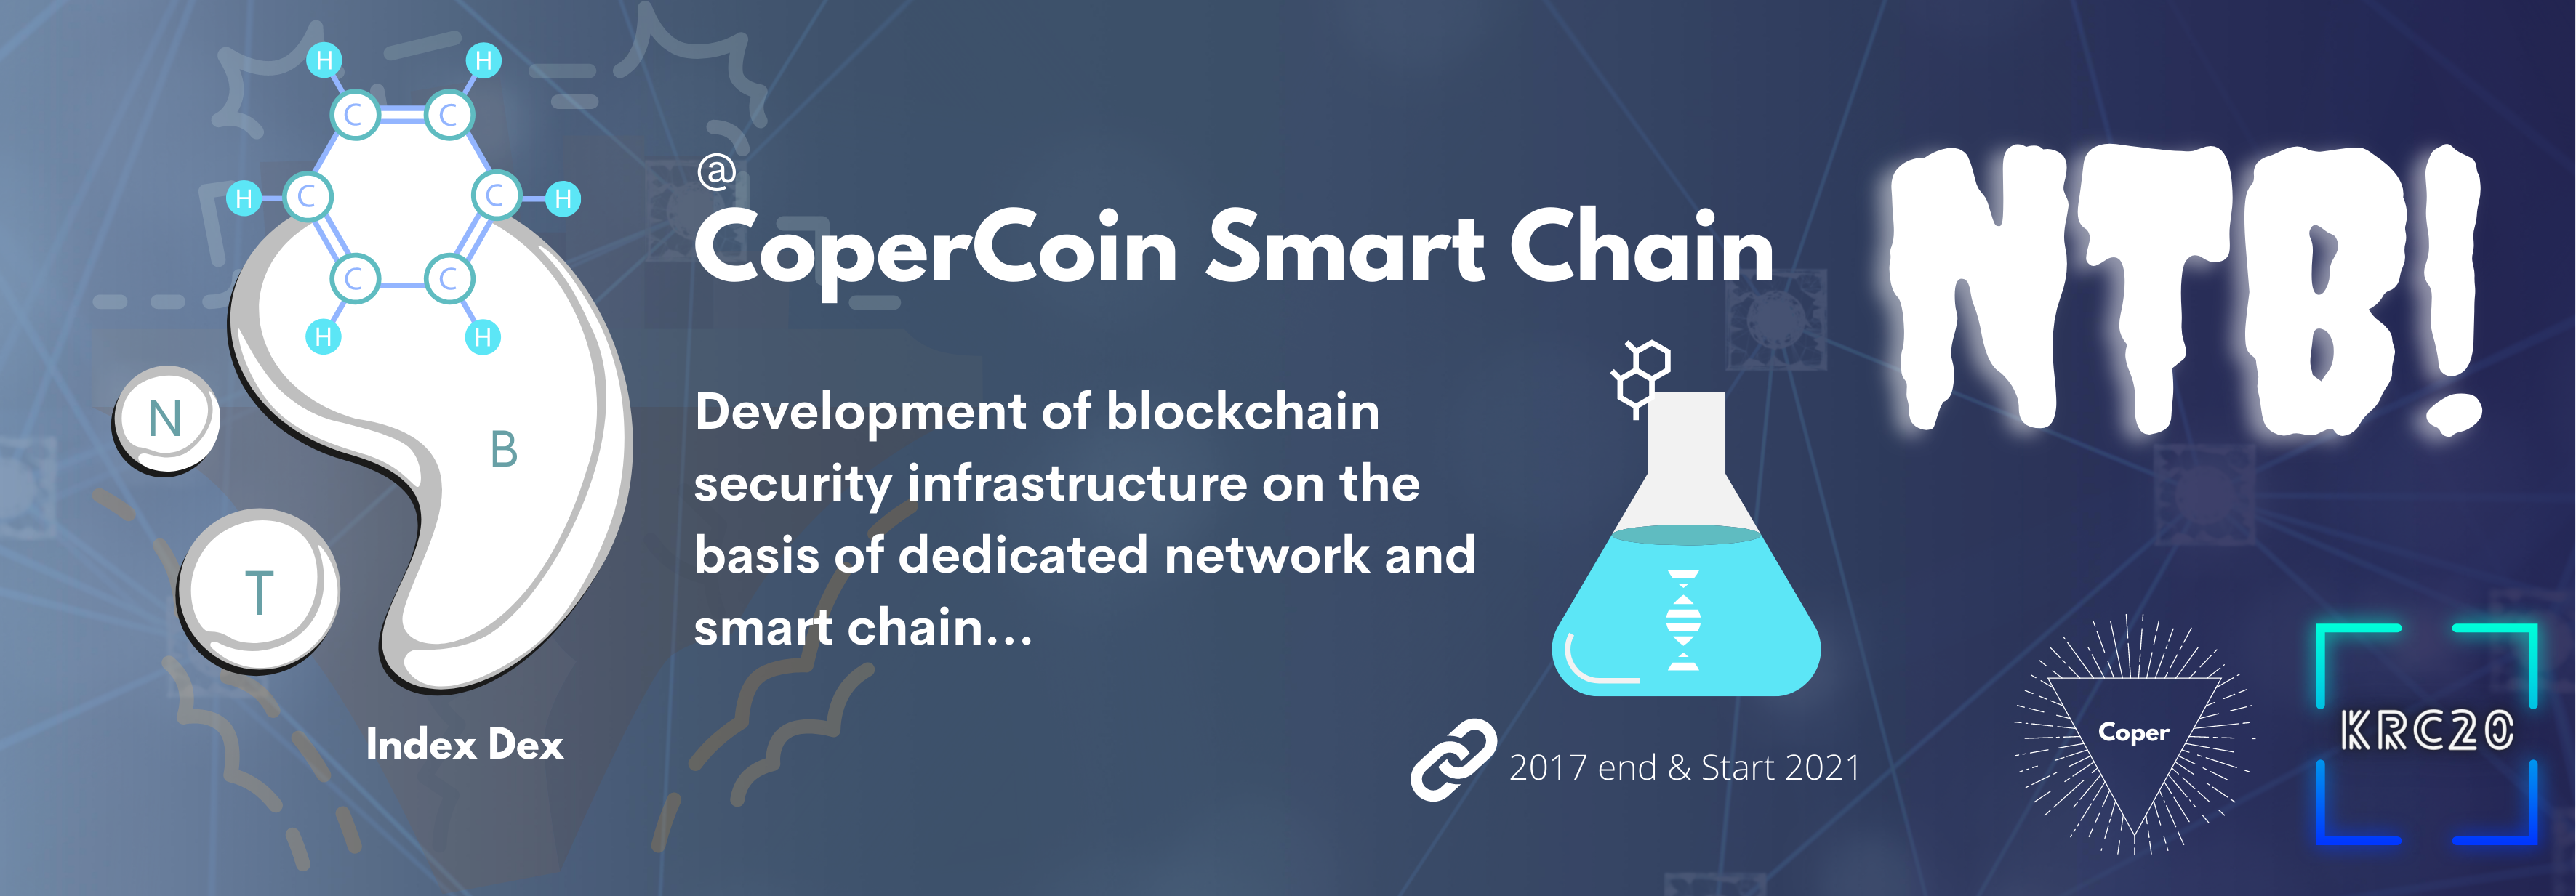 H H
C C
H C C H
C C
H H
N
B
T
Index Dex
@
CoperCoin Smart Chain
Development of blockchain
security infrastructure on the
basis of dedicated network and
smart chain...
2017 end & Start 2021
NTB!
Coper
KRC20